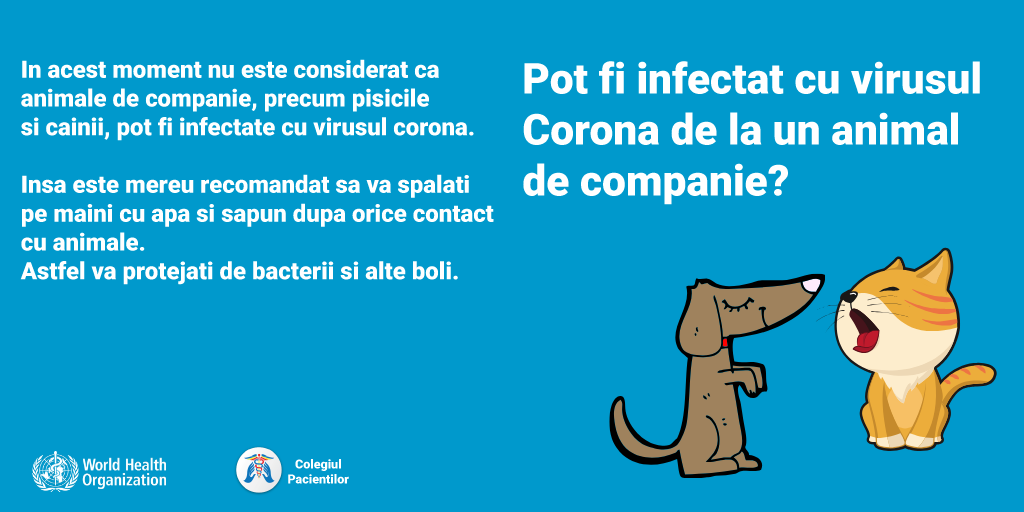 Pot fi infectat cu virusul
Corona de la un animal
de companie?
In acest moment nu este considerat ca
animale de companie, precum pisicile
si cainii, pot fi infectate cu virusul corona.
Insa este mereu recomandat sa va spalati
pe maini cu apa si sapun dupa orice contact
cu animale.
Astfel va protejati de bacterii si alte boli.
World Health
Organization
Colegiul
Pacientilor